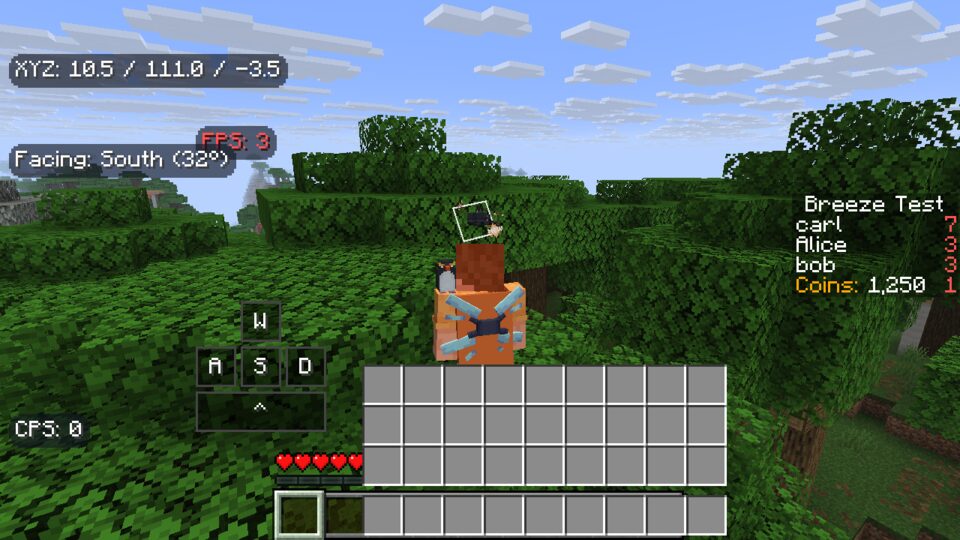 XYZ: 10.5 / 111.0 / -3.5
FPS: 3
Facing: South (32°)
Breeze Test
carl 7
Alice 3
bob 3
Coins: 1,250 1
W
A S D
^
CPS: 0